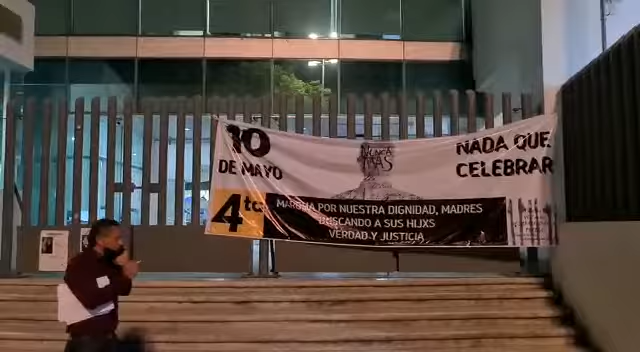 10
DE MAYO
4ta
MARCHA POR NUESTRA DIGNIDAD, MADRES
BUSCANDO A SUS HIJXS
VERDAD Y JUSTICIA
NADA QUE
CELEBRAR